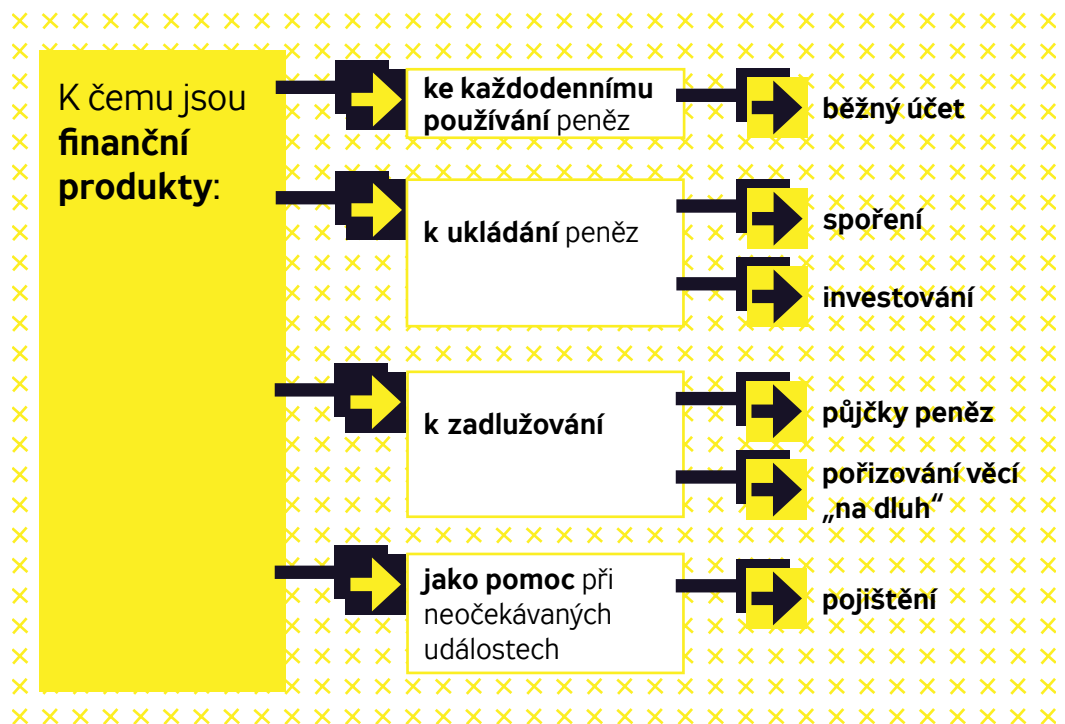 K čemu jsou
finanční
produkty:
ke každodennímu
používání peněz
běžný účet
k ukládání peněz
spoření
investování
k zadlužování
půjčky peněz
pořizování věcí
„na dluh“
jako pomoc při
neočekávaných
událostech
pojištění